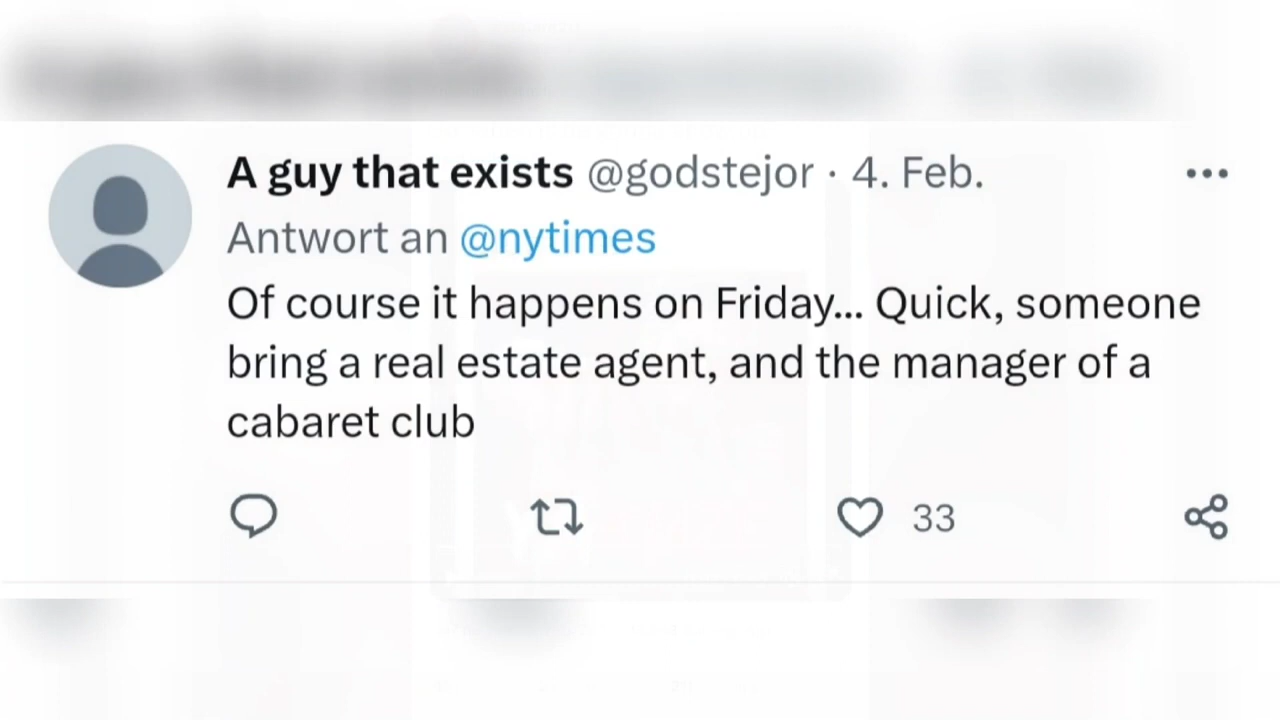 A guy that exists @godstejor · 4. Feb.
Antwort an @nytimes
Of course it happens on Friday... Quick, someone
bring a real estate agent, and the manager of a
cabaret club
33